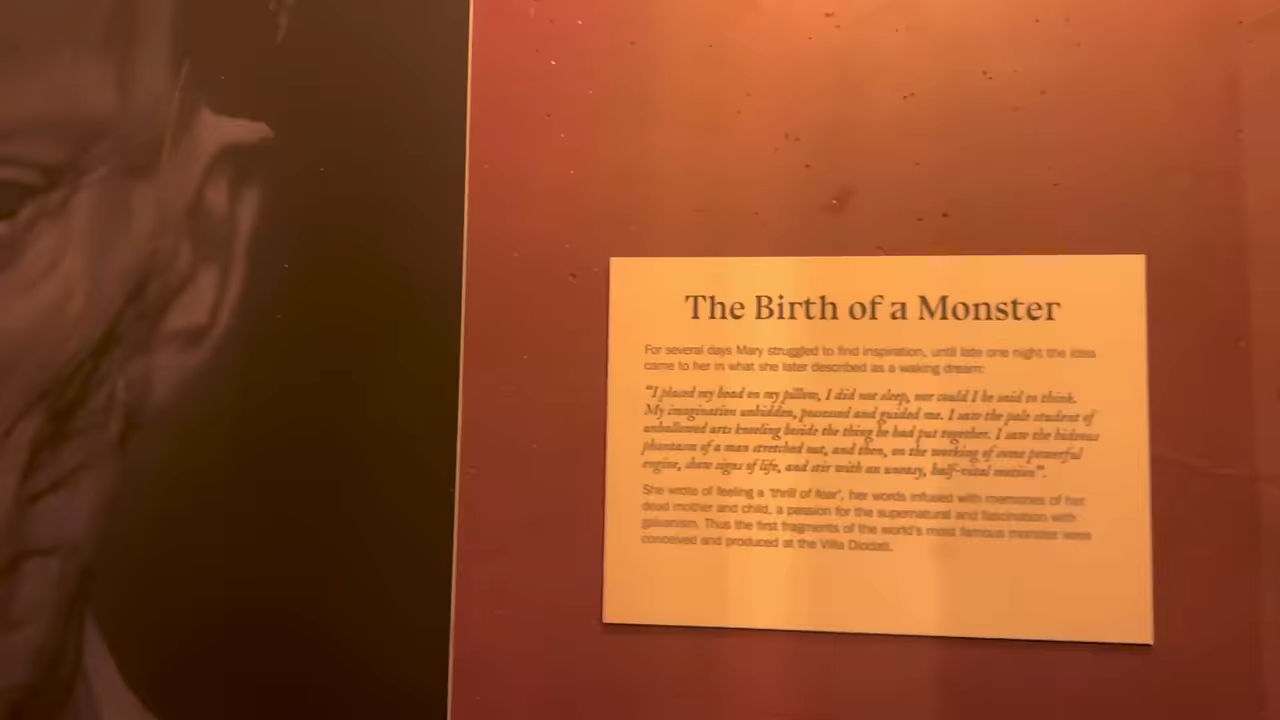 The Birth of a Monster
For several days Mary struggled to find inspiration, until late one night the idea
came to her in what she later described as a waking dream:
"I placed my head on my pillow, I did not sleep, nor could I be said to think.
My imagination unbidden, possessed and guided me. I saw the pale student of
unhallowed arts kneeling beside the thing he had put together. I saw the hideous
phantasm of a man stretched out, and then, on the working of some powerful
engine, show signs of life, and stir with an uneasy, half-vital motion".
She wrote of feeling a 'thrill of fear', her words infused with memories of her
dead mother and child, a passion for the supernatural and fascination with
galvanism. Thus the first fragments of the world's most famous monster were
conceived and produced at the Villa Diodati.